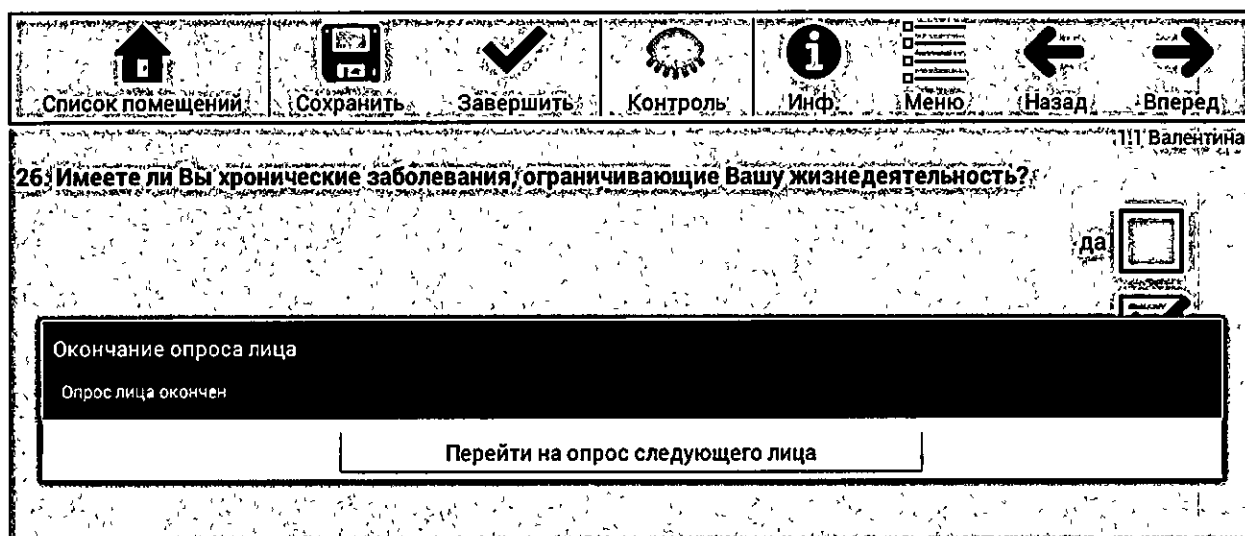 Список помещений Сохранить Завершить Контроль Инф. Меню Назад Вперед
1.1 Валентина
26. Имеете ли Вы хронические заболевания, ограничивающие Вашу жизнедеятельность?
да
Окончание опроса лица
Опрос лица окончен
Перейти на опрос следующего лица